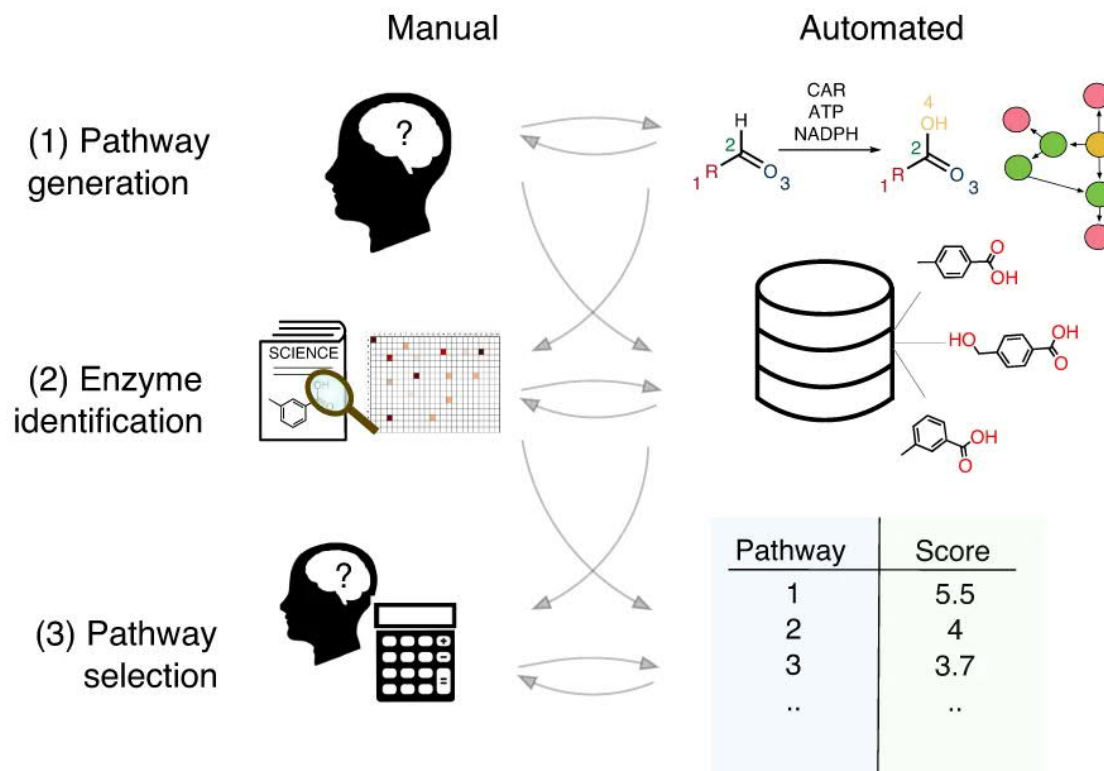 Manual
Automated
(1) Pathway
generation
?
CAR
ATP
NADPH
H
2
R
1
O
3
4
OH
2
R
1
O
3
(2) Enzyme
identification
SCIENCE
OH
O
OH
HO
OH
O
OH
O
(3) Pathway
selection
?
+
−
=
Pathway Score
1 5.5
2 4
3 3.7
.. ..